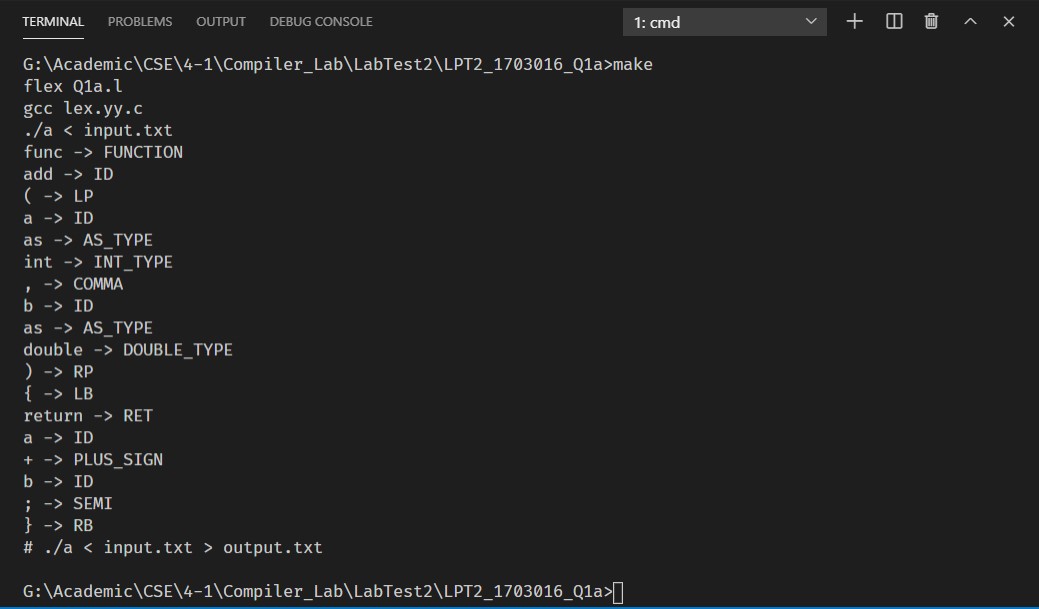 TERMINAL PROBLEMS OUTPUT DEBUG CONSOLE 1: cmd
G:\Academic\CSE\4-1\Compiler_Lab\LabTest2\LPT2_1703016_Q1a>make
flex Q1a.l
gcc lex.yy.c
./a < input.txt
func -> FUNCTION
add -> ID
( -> LP
a -> ID
as -> AS_TYPE
int -> INT_TYPE
, -> COMMA
b -> ID
as -> AS_TYPE
double -> DOUBLE_TYPE
) -> RP
{ -> LB
return -> RET
a -> ID
+ -> PLUS_SIGN
b -> ID
; -> SEMI
} -> RB
# ./a < input.txt > output.txt
G:\Academic\CSE\4-1\Compiler_Lab\LabTest2\LPT2_1703016_Q1a>